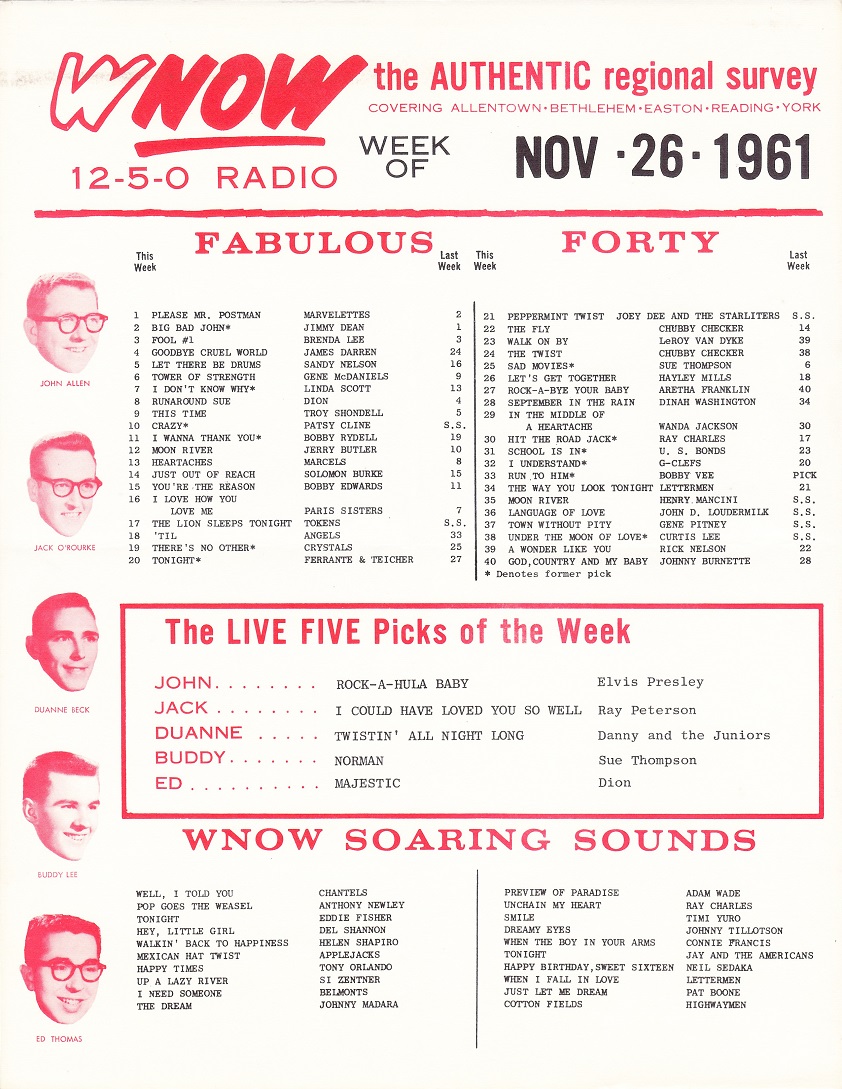 WNOW the AUTHENTIC regional survey
COVERING ALLENTOWN·BETHLEHEM·EASTON·READING·YORK
12-5-0 RADIO WEEK OF NOV ·26· 1961
FABULOUS FORTY
This Week Last Week
1 PLEASE MR. POSTMAN MARVELETTES 2
2 BIG BAD JOHN* JIMMY DEAN 1
3 FOOL #1 BRENDA LEE 3
4 GOODBYE CRUEL WORLD JAMES DARREN 24
5 LET THERE BE DRUMS SANDY NELSON 16
6 TOWER OF STRENGTH GENE McDANIELS 9
7 I DON'T KNOW WHY* LINDA SCOTT 13
8 RUNAROUND SUE DION 4
9 THIS TIME TROY SHONDELL 5
10 CRAZY* PATSY CLINE S.S.
11 I WANNA THANK YOU* BOBBY RYDELL 19
12 MOON RIVER JERRY BUTLER 10
13 HEARTACHES MARCELS 8
14 JUST OUT OF REACH SOLOMON BURKE 15
15 YOU'RE THE REASON BOBBY EDWARDS 11
16 I LOVE HOW YOU
LOVE ME PARIS SISTERS 7
17 THE LION SLEEPS TONIGHT TOKENS S.S.
18 'TIL ANGELS 33
19 THERE'S NO OTHER* CRYSTALS 25
20 TONIGHT* FERRANTE & TEICHER 27
This Week Last Week
21 PEPPERMINT TWIST JOEY DEE AND THE STARLITERS S.S.
22 THE FLY CHUBBY CHECKER 14
23 WALK ON BY LeROY VAN DYKE 39
24 THE TWIST CHUBBY CHECKER 38
25 SAD MOVIES* SUE THOMPSON 6
26 LET'S GET TOGETHER HAYLEY MILLS 18
27 ROCK-A-BYE YOUR BABY ARETHA FRANKLIN 40
28 SEPTEMBER IN THE RAIN DINAH WASHINGTON 34
29 IN THE MIDDLE OF
A HEARTACHE WANDA JACKSON 30
30 HIT THE ROAD JACK* RAY CHARLES 17
31 SCHOOL IS IN* U. S. BONDS 23
32 I UNDERSTAND* G-CLEFS 20
33 RUN TO HIM* BOBBY VEE PICK
34 THE WAY YOU LOOK TONIGHT LETTERMEN 21
35 MOON RIVER HENRY MANCINI S.S.
36 LANGUAGE OF LOVE JOHN D. LOUDERMILK S.S.
37 TOWN WITHOUT PITY GENE PITNEY S.S.
38 UNDER THE MOON OF LOVE* CURTIS LEE S.S.
39 A WONDER LIKE YOU RICK NELSON 22
40 GOD,COUNTRY AND MY BABY JOHNNY BURNETTE 28
* Denotes former pick
JOHN ALLEN
JACK O'ROURKE
DUANNE BECK
BUDDY LEE
ED THOMAS
The LIVE FIVE Picks of the Week
JOHN........ ROCK-A-HULA BABY Elvis Presley
JACK........ I COULD HAVE LOVED YOU SO WELL Ray Peterson
DUANNE ..... TWISTIN' ALL NIGHT LONG Danny and the Juniors
BUDDY....... NORMAN Sue Thompson
ED.......... MAJESTIC Dion
WNOW SOARING SOUNDS
WELL, I TOLD YOU CHANTELS
POP GOES THE WEASEL ANTHONY NEWLEY
TONIGHT EDDIE FISHER
HEY, LITTLE GIRL DEL SHANNON
WALKIN' BACK TO HAPPINESS HELEN SHAPIRO
MEXICAN HAT TWIST APPLEJACKS
HAPPY TIMES TONY ORLANDO
UP A LAZY RIVER SI ZENTNER
I NEED SOMEONE BELMONTS
THE DREAM JOHNNY MADARA
PREVIEW OF PARADISE ADAM WADE
UNCHAIN MY HEART RAY CHARLES
SMILE TIMI YURO
DREAMY EYES JOHNNY TILLOTSON
WHEN THE BOY IN YOUR ARMS CONNIE FRANCIS
TONIGHT JAY AND THE AMERICANS
HAPPY BIRTHDAY,SWEET SIXTEEN NEIL SEDAKA
WHEN I FALL IN LOVE LETTERMEN
JUST LET ME DREAM PAT BOONE
COTTON FIELDS HIGHWAYMEN